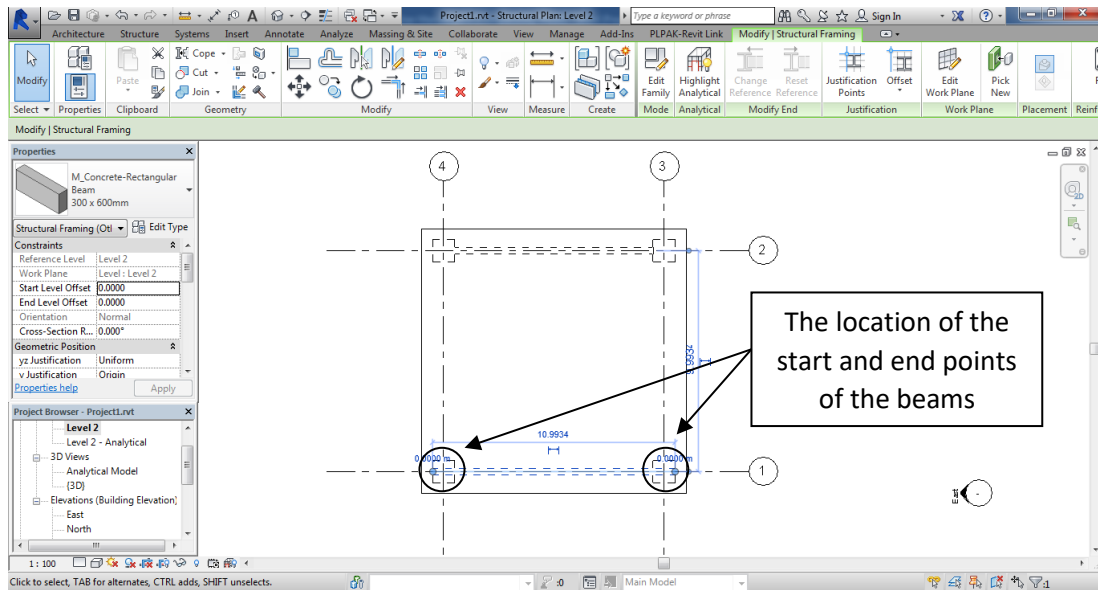 Project1.rvt - Structural Plan: Level 2
Type a keyword or phrase
Sign In
Architecture Structure Systems Insert Annotate Analyze Massing & Site Collaborate View Manage Add-Ins PLPAK-Revit Link Modify | Structural Framing
Cope
Cut
Join
Modify
Paste
Edit Family
Highlight Analytical
Change Reference
Reset Reference
Justification Points
Offset
Edit Work Plane
Pick New
Select Properties Clipboard Geometry Modify View Measure Create Mode Analytical Modify End Justification Work Plane Placement Reinf
Modify | Structural Framing
Properties
M_Concrete-Rectangular
Beam
300 x 600mm
Structural Framing (Otl Edit Type
Constraints
Reference Level Level 2
Work Plane Level : Level 2
Start Level Offset 0.0000
End Level Offset 0.0000
Orientation Normal
Cross-Section R... 0.000°
Geometric Position
yz Justification Uniform
y Justification Origin
Properties help Apply
Project Browser - Project1.rvt
Level 2
Level 2 - Analytical
3D Views
Analytical Model
{3D}
Elevations (Building Elevation)
East
North
4
3
2
1
10.9934
0.0000 m
East
-
The location of the
start and end points
of the beams
1 : 100
Click to select, TAB for alternates, CTRL adds, SHIFT unselects.
:0
Main Model
:1